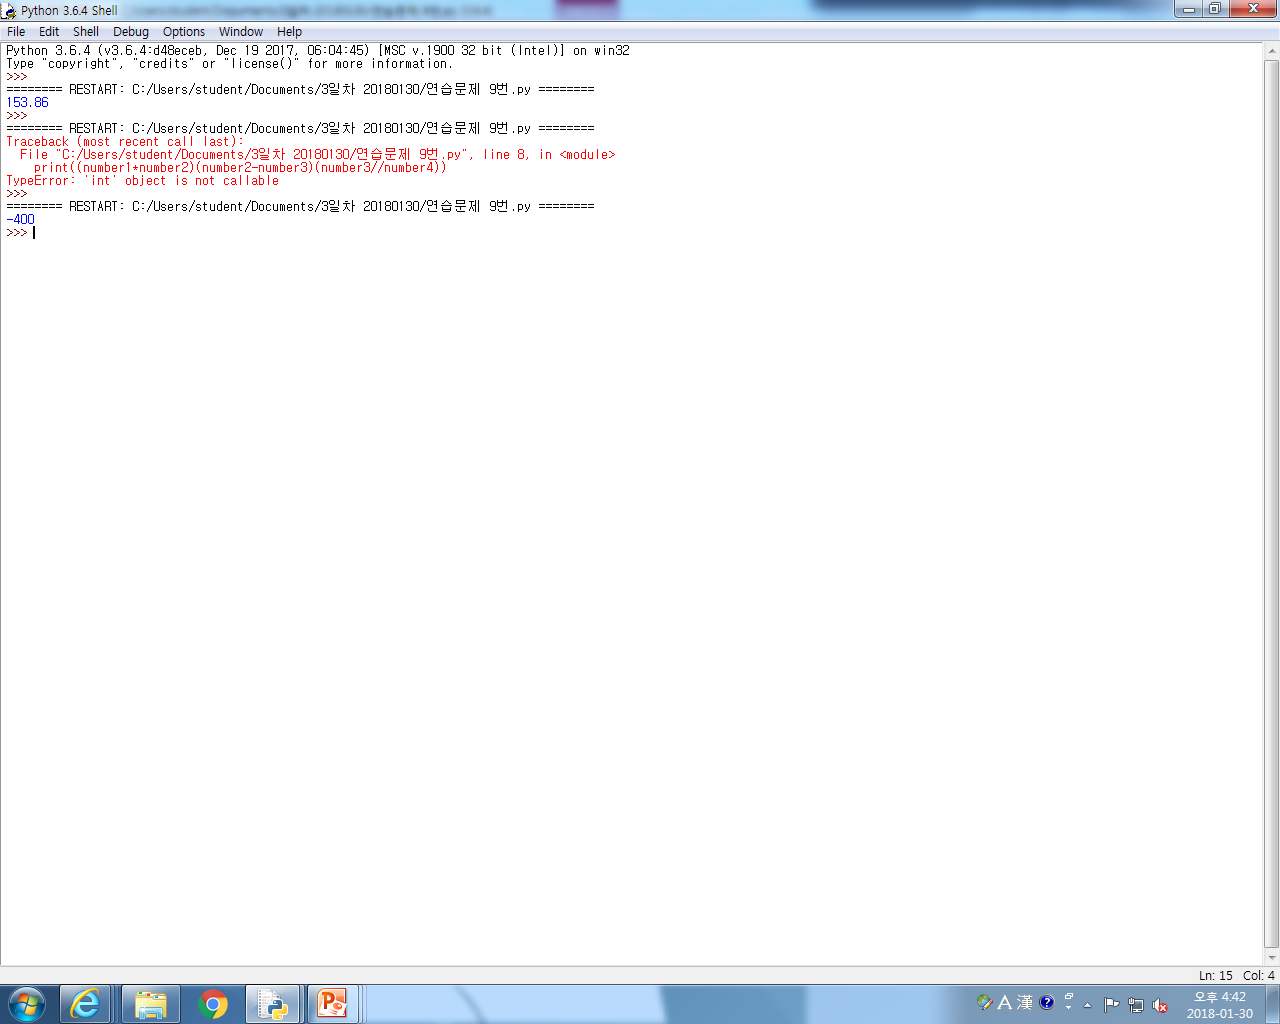 Python 3.6.4 Shell
File Edit Shell Debug Options Window Help
Python 3.6.4 (v3.6.4:d48eceb, Dec 19 2017, 06:04:45) [MSC v.1900 32 bit (Intel)] on win32
Type "copyright", "credits" or "license()" for more information.
>>>
======== RESTART: C:/Users/student/Documents/3일차 20180130/연습문제 9번.py ========
153.86
>>>
======== RESTART: C:/Users/student/Documents/3일차 20180130/연습문제 9번.py ========
Traceback (most recent call last):
  File "C:/Users/student/Documents/3일차 20180130/연습문제 9번.py", line 8, in <module>
    print((number1*number2)(number2-number3)(number3//number4))
TypeError: 'int' object is not callable
>>>
======== RESTART: C:/Users/student/Documents/3일차 20180130/연습문제 9번.py ========
-400
>>>
Ln: 15 Col: 4
A 漢
오후 4:42
2018-01-30